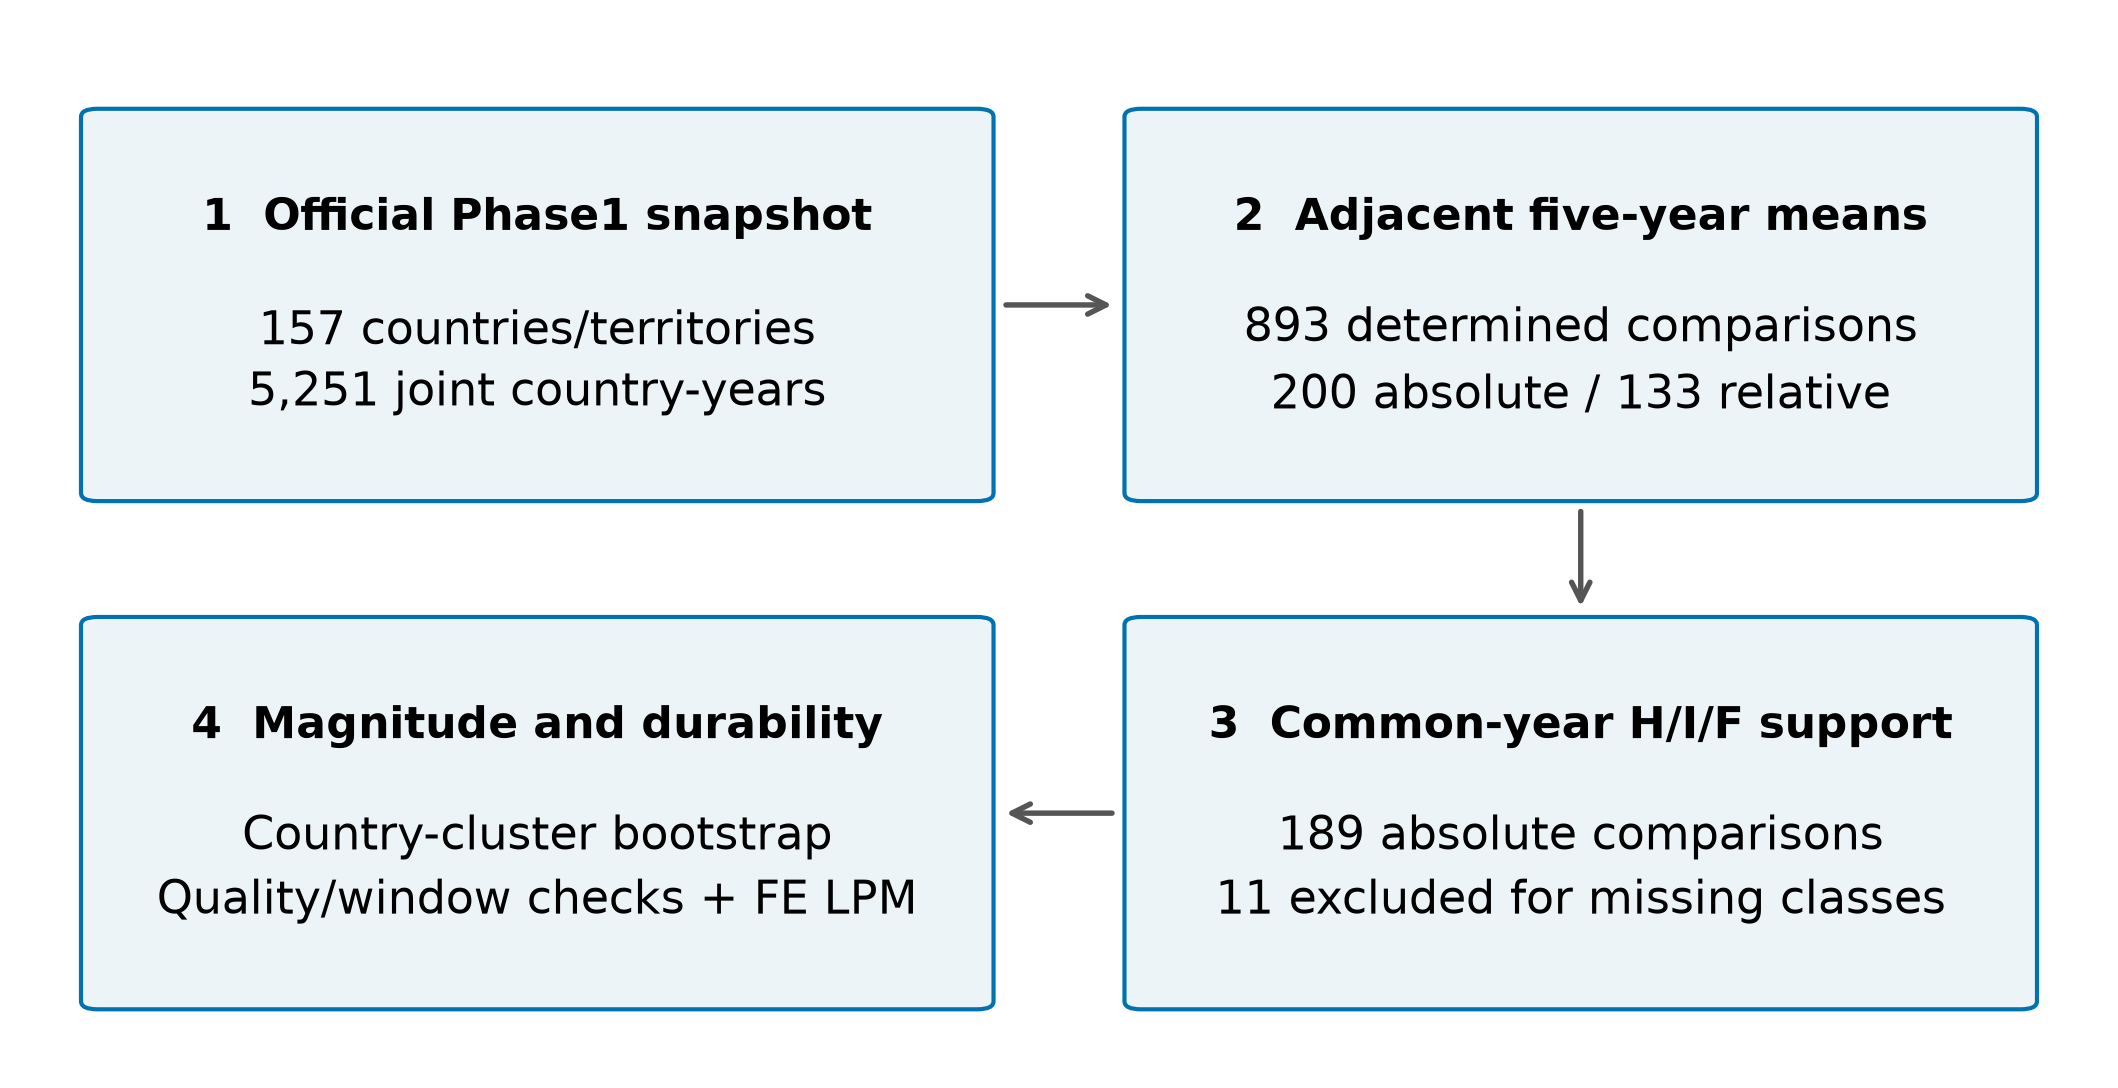 1  Official Phase1 snapshot
157 countries/territories
5,251 joint country-years
2  Adjacent five-year means
893 determined comparisons
200 absolute / 133 relative
3  Common-year H/I/F support
189 absolute comparisons
11 excluded for missing classes
4  Magnitude and durability
Country-cluster bootstrap
Quality/window checks + FE LPM